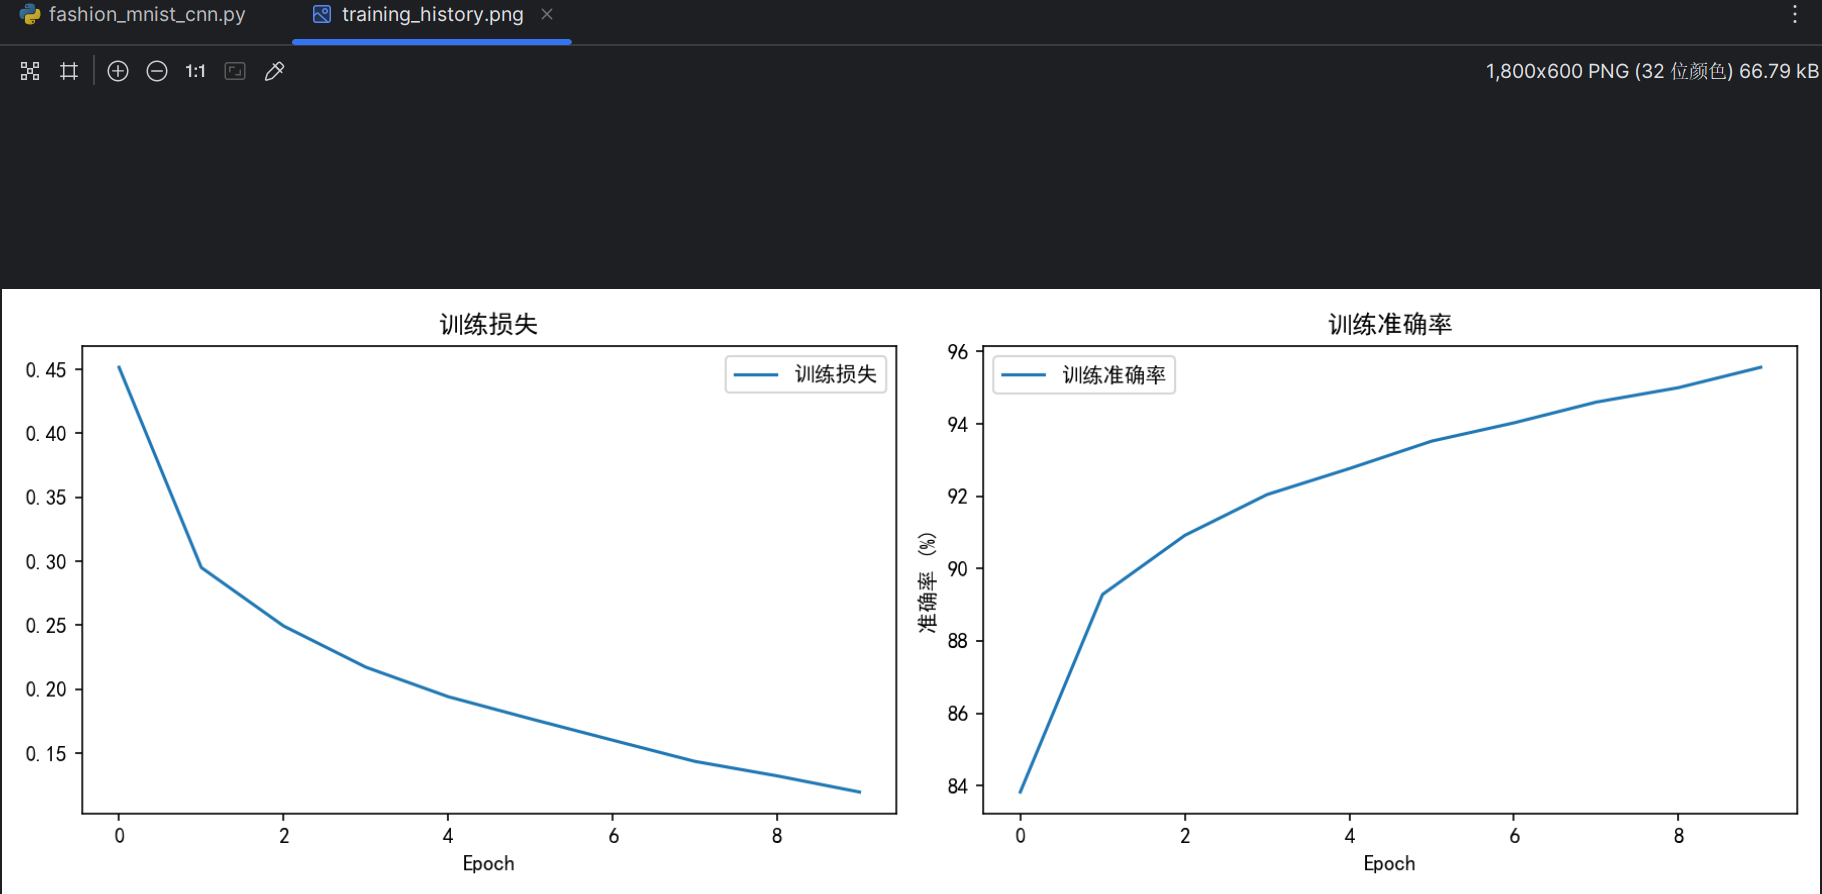 fashion_mnist_cnn.py
training_history.png
1:1
1,800x600 PNG (32 位颜色) 66.79 kB
训练损失
训练损失
0.45
0.40
0.35
0.30
0.25
0.20
0.15
0 2 4 6 8
Epoch
训练准确率
训练准确率
准确率 (%)
96
94
92
90
88
86
84
0 2 4 6 8
Epoch